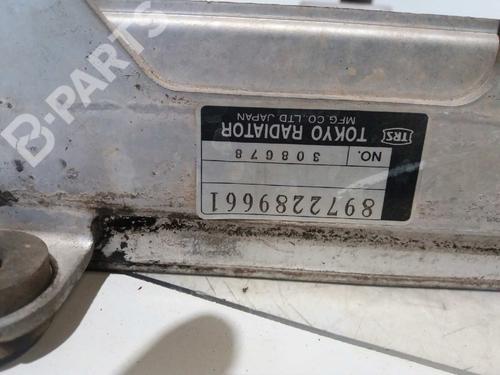 TRS TOKYO RADIATOR
MFG CO.,LTD JAPAN
NO. 308678
8972289661
B-PARTS